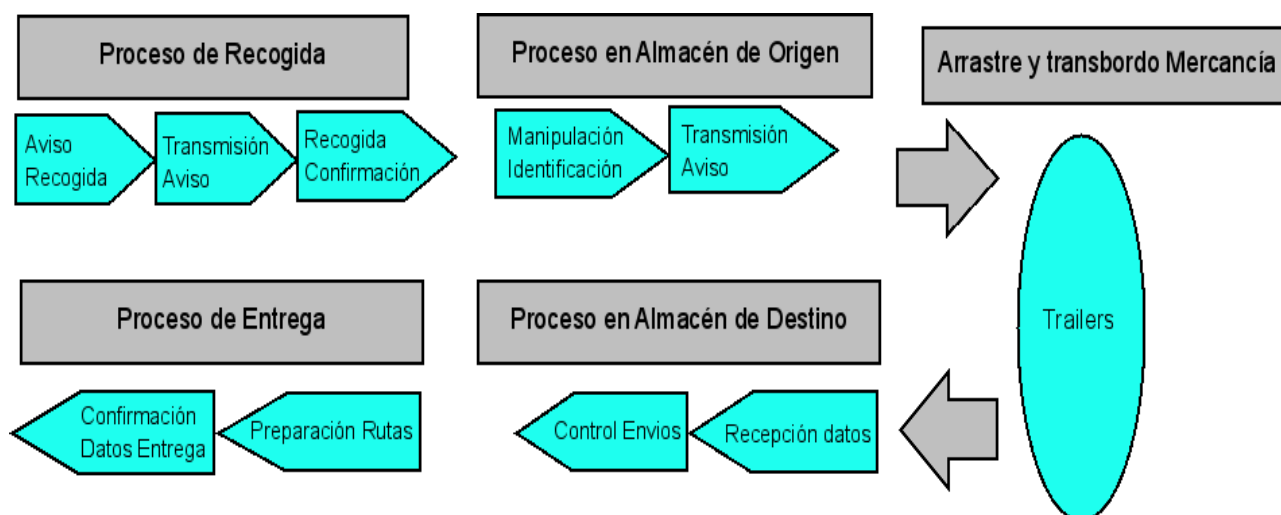 Proceso de Recogida
Proceso en Almacén de Origen
Arrastre y transbordo Mercancía
Aviso
Recogida
Transmisión
Aviso
Recogida
Confirmación
Manipulación
Identificación
Transmisión
Aviso
Trailers
Proceso de Entrega
Proceso en Almacén de Destino
Confirmación
Datos Entrega
Preparación Rutas
Control Envios
Recepción datos